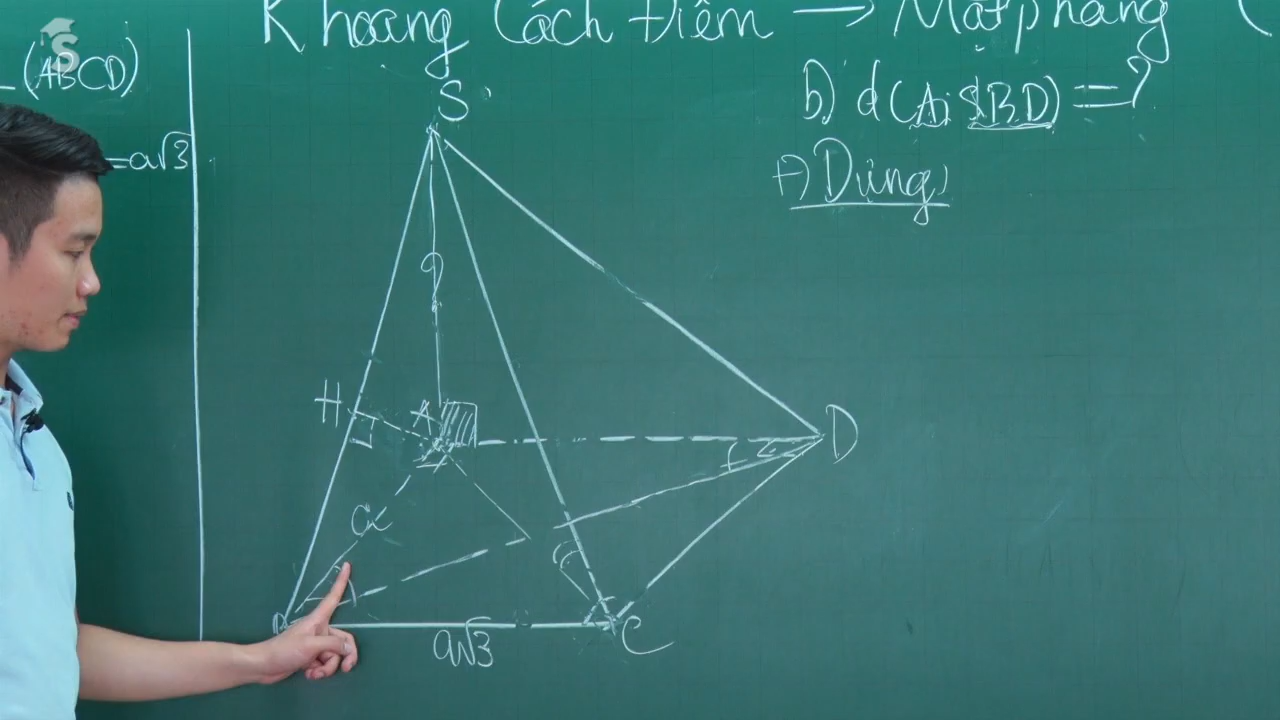 Khoảng Cách Điểm → Mặt phẳng (
⊥(ABCD)
=a√3
S
b) d(A; SBD) = ?
+) Dựng
?
H
A
D
a
C
a√3